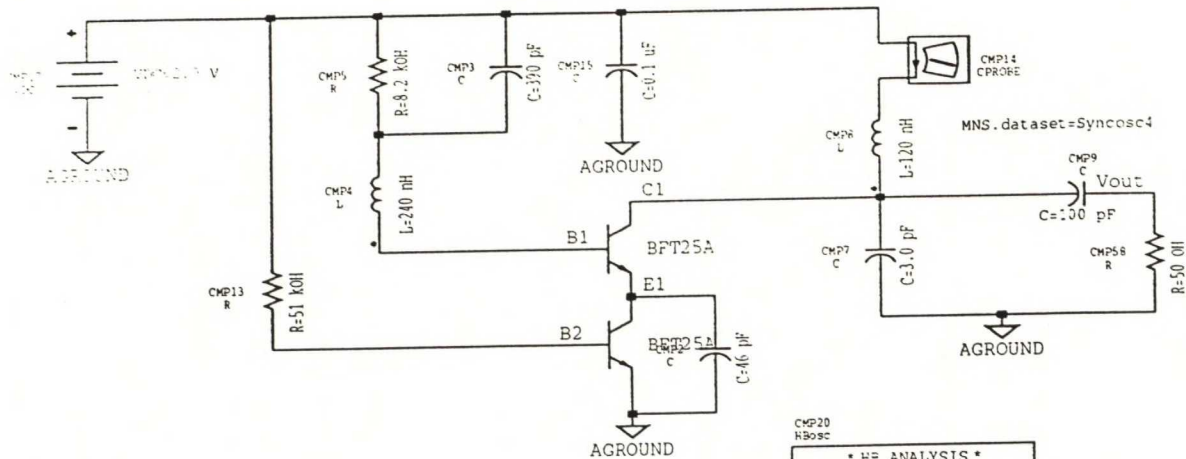 +
-
AGROUND
CMP5
R
R=8.2 kOH
CMP3
C
C=390 pF
CMP15
C
C=0.1 uF
AGROUND
CMP14
CPROBE
MNS.dataset=Syncosc4
CMP6
L
L=120 nH
CMP4
L
L=240 nH
C1
CMP9
C
Vout
C=100 pF
B1
BFT25A
CMP7
C
C=3.0 pF
CMP58
R
R=50 OH
CMP13
R
R=51 kOH
E1
B2
BFT25A
CMP2
C
C=46 pF
AGROUND
AGROUND
CMP20
HBosc
* HB ANALYSIS *